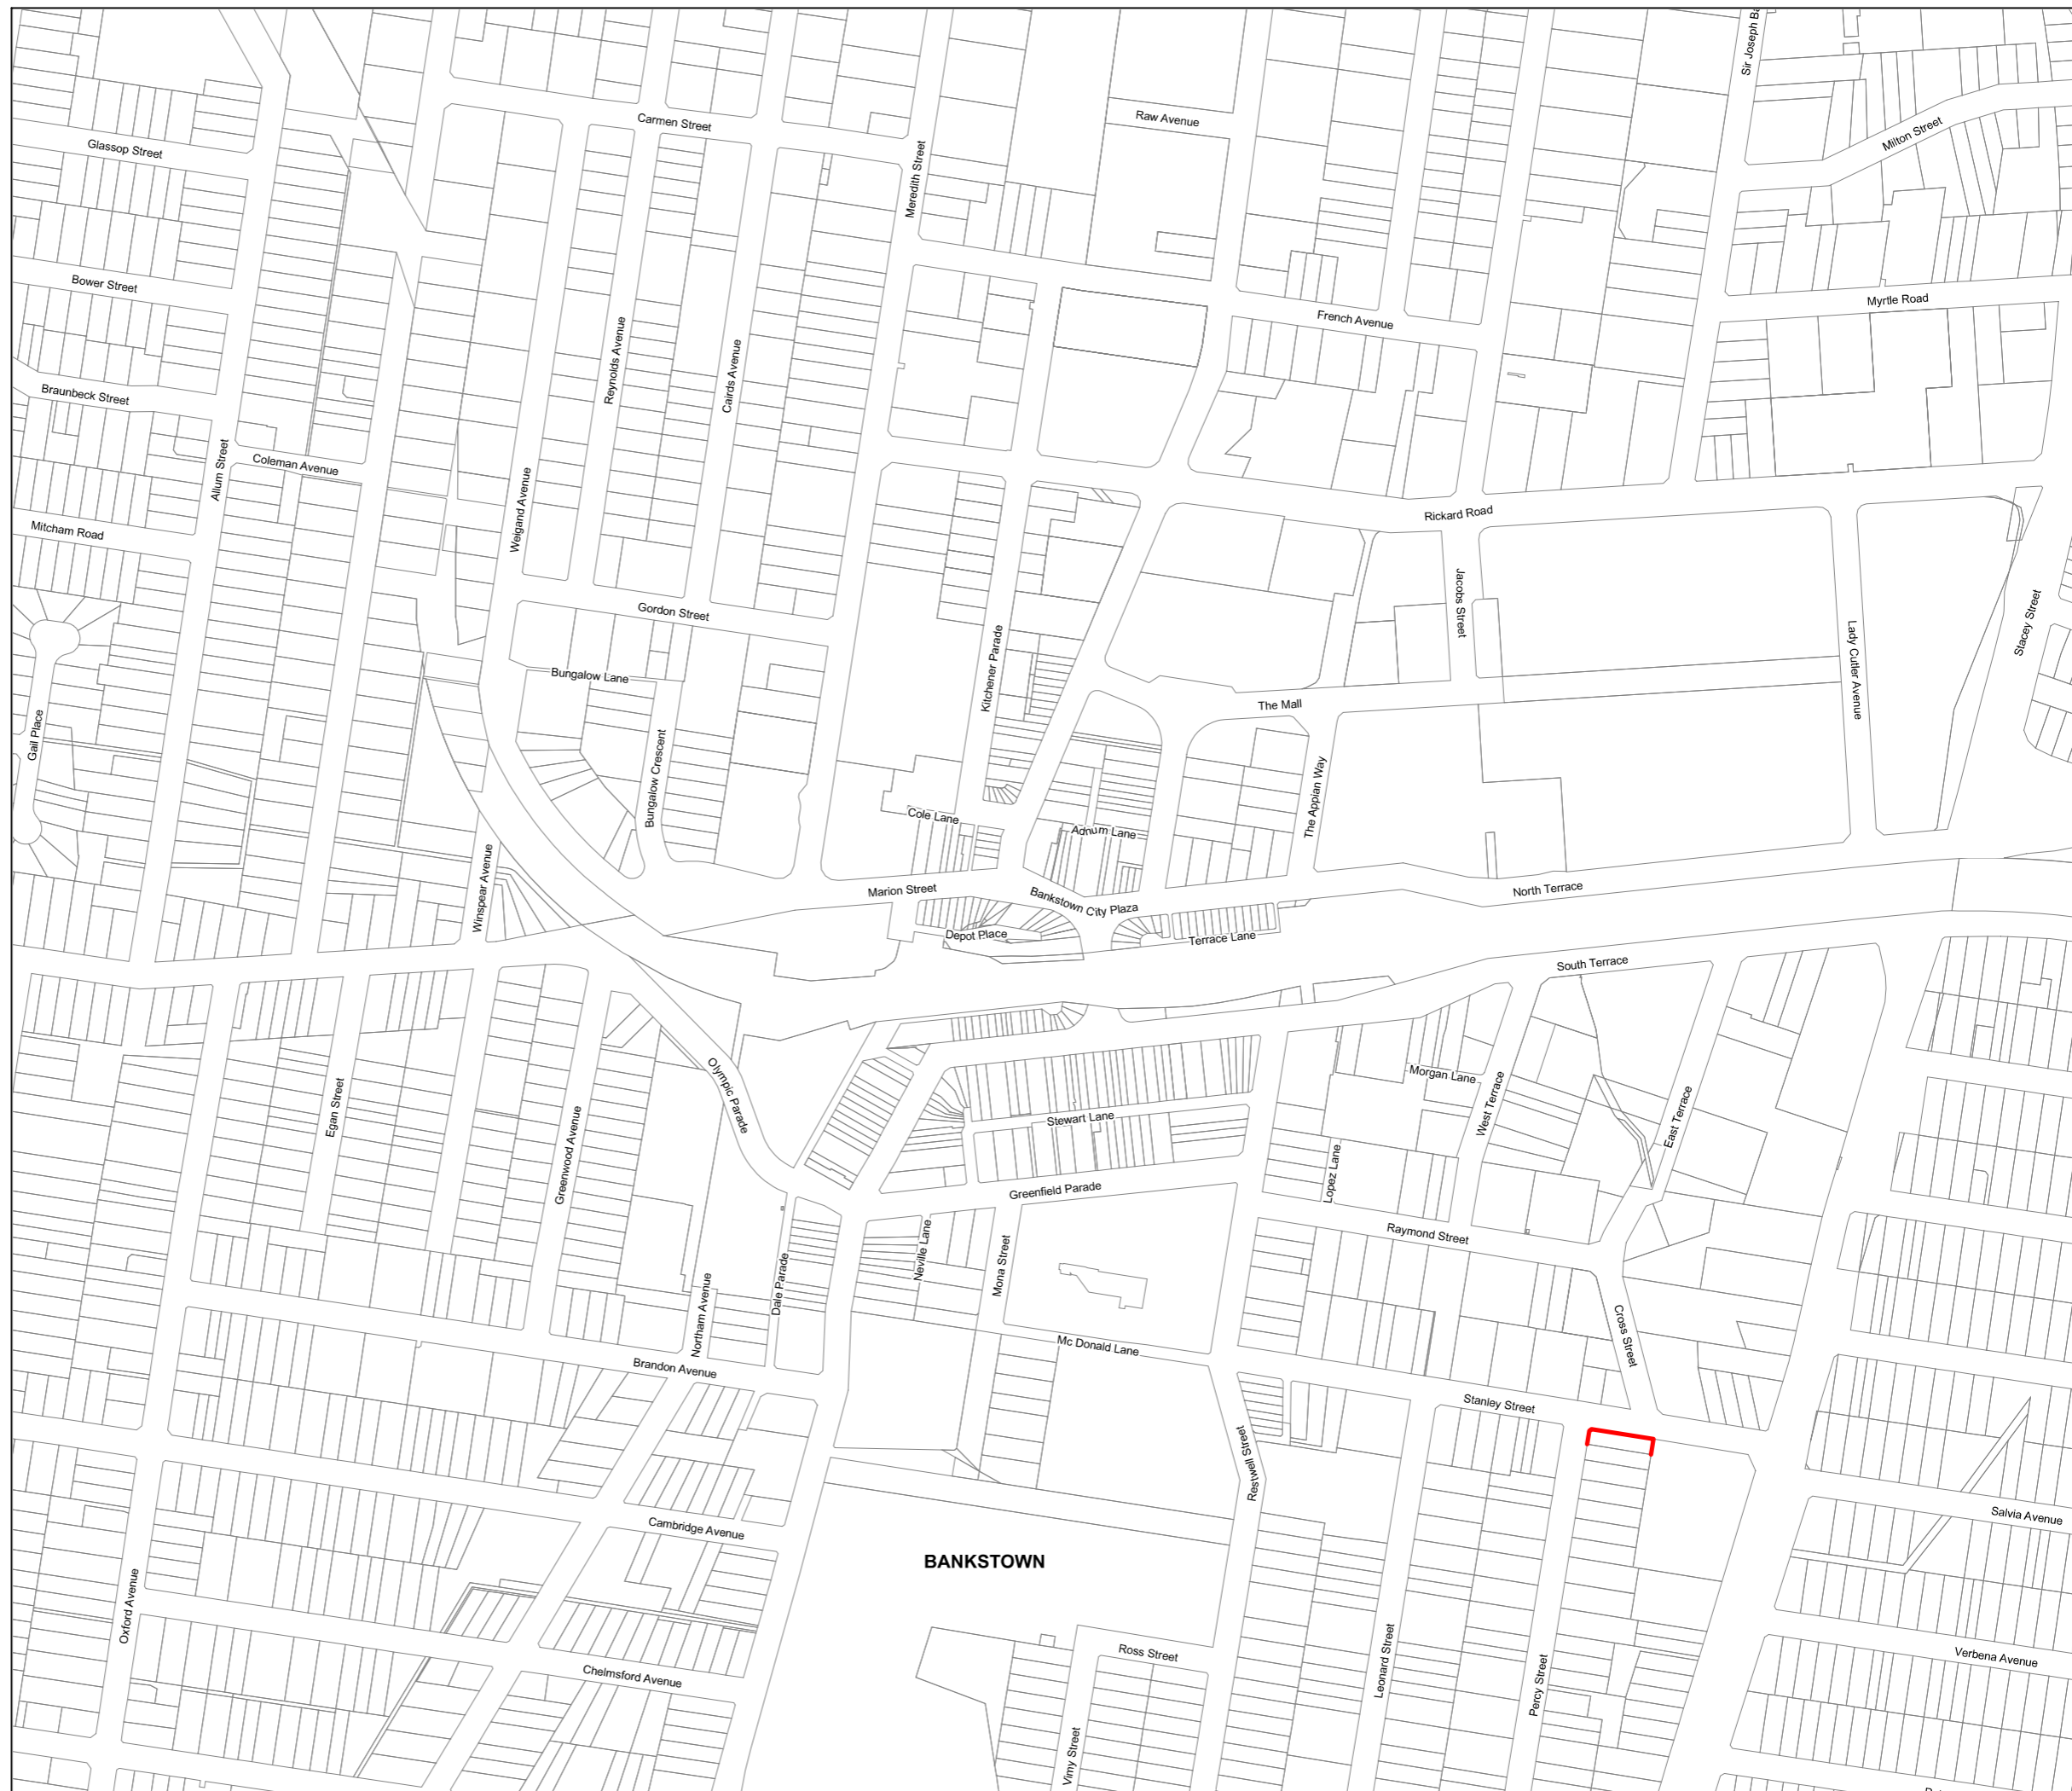 Sir Joseph Ba
Carmen Street
Raw Avenue
Milton Street
Glassop Street
Meredith Street
Bower Street
Myrtle Road
French Avenue
Reynolds Avenue
Cairds Avenue
Braunbeck Street
Allum Street
Coleman Avenue
Weigand Avenue
Rickard Road
Mitcham Road
Jacobs Street
Gordon Street
Stacey Street
Lady Cutler Avenue
Kitchener Parade
Bungalow Lane
The Mall
Gail Place
Bungalow Crescent
The Appian Way
Cole Lane
Adnum Lane
Winspear Avenue
Marion Street
North Terrace
Bankstown City Plaza
Depot Place
Terrace Lane
South Terrace
Olympic Parade
Morgan Lane
Egan Street
West Terrace
East Terrace
Stewart Lane
Greenwood Avenue
Lopez Lane
Greenfield Parade
Raymond Street
Neville Lane
Mona Street
Dale Parade
Northam Avenue
Cross Street
Mc Donald Lane
Brandon Avenue
Stanley Street
Restwell Street
Salvia Avenue
Cambridge Avenue
BANKSTOWN
Oxford Avenue
Ross Street
Verbena Avenue
Leonard Street
Percy Street
Chelmsford Avenue
Vimy Street